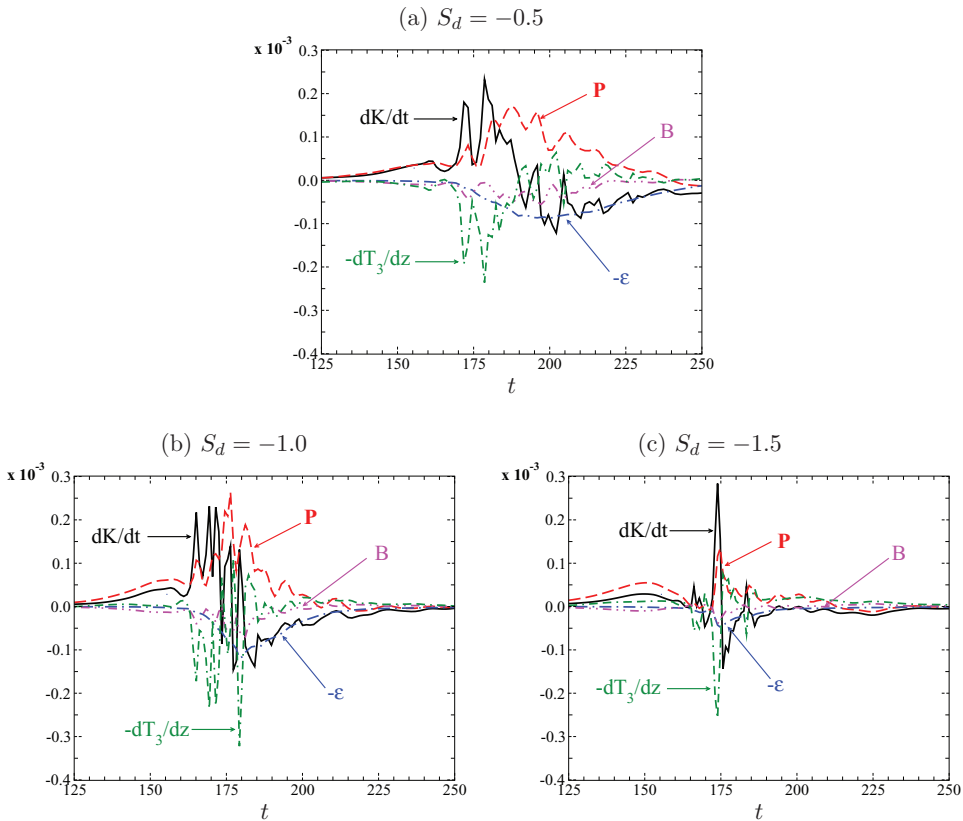 (a) S_d = −0.5
x 10⁻³
0.3
0.2
0.1
0.0
−0.1
−0.2
−0.3
−0.4
125 150 175 200 225 250
t
dK/dt
P
B
-dT₃/dz
-ε
(b) S_d = −1.0
x 10⁻³
0.3
0.2
0.1
0.0
−0.1
−0.2
−0.3
−0.4
125 150 175 200 225 250
t
dK/dt
P
B
-dT₃/dz
-ε
(c) S_d = −1.5
x 10⁻³
0.3
0.2
0.1
0.0
−0.1
−0.2
−0.3
−0.4
125 150 175 200 225 250
t
dK/dt
P
B
-dT₃/dz
-ε